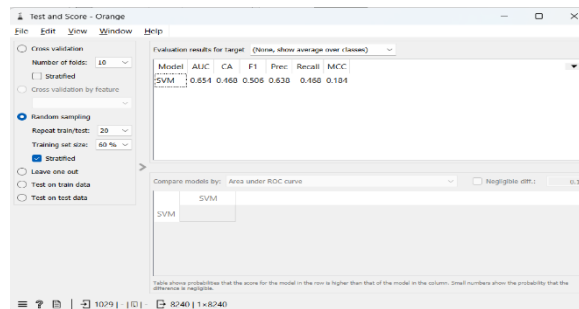 Test and Score - Orange
File Edit View Window Help
Cross validation
Number of folds: 10
Stratified
Cross validation by feature
Random sampling
Repeat train/test: 20
Training set size: 60 %
Stratified
Leave one out
Test on train data
Test on test data
Evaluation results for target (None, show average over classes)
Model AUC CA F1 Prec Recall MCC
SVM 0.654 0.468 0.506 0.638 0.468 0.184
>
Compare models by: Area under ROC curve
Negligible diff.: 0.1
SVM
SVM
Table shows probabilities that the score for the model in the row is higher than that of the model in the column. Small numbers show the probability that the
difference is negligible.
1029 | - | - 8240 | 1×8240